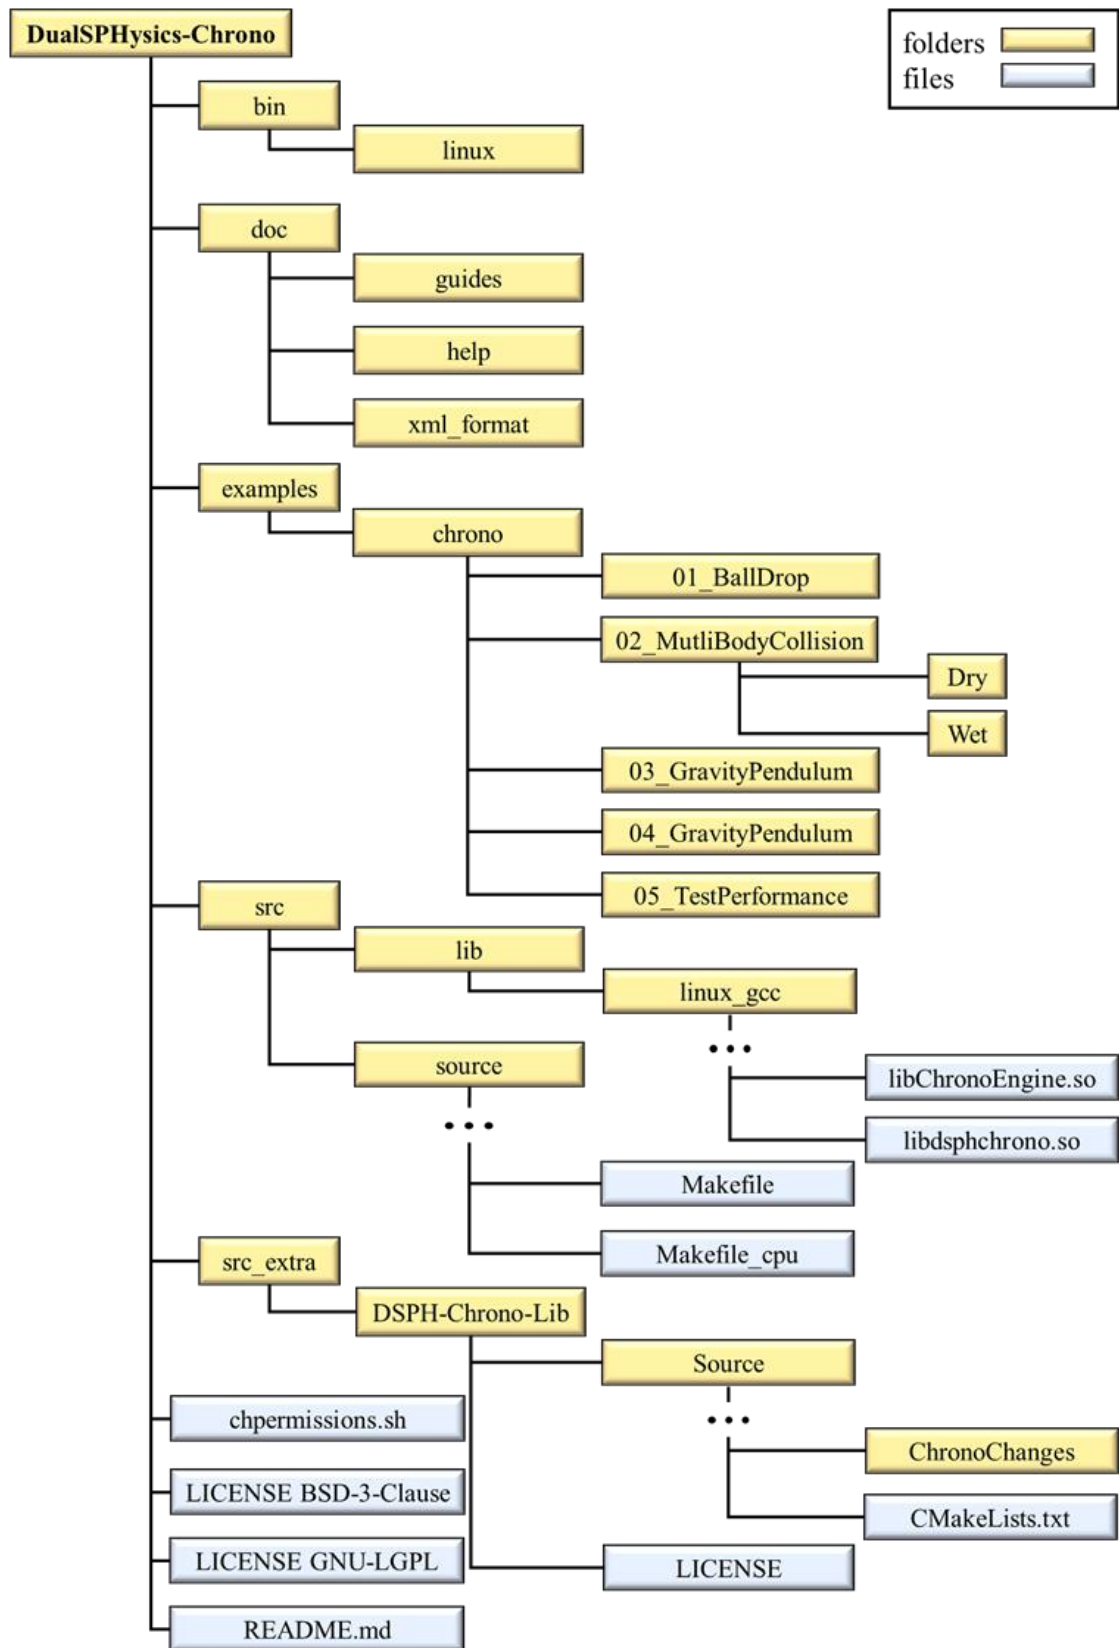 DualSPHysics-Chrono
folders
files
bin
linux
doc
guides
help
xml_format
examples
chrono
01_BallDrop
02_MutliBodyCollision
Dry
Wet
03_GravityPendulum
04_GravityPendulum
05_TestPerformance
src
lib
linux_gcc
...
source
libChronoEngine.so
...
libdsphchrono.so
Makefile
Makefile_cpu
src_extra
DSPH-Chrono-Lib
Source
chpermissions.sh
...
ChronoChanges
LICENSE BSD-3-Clause
CMakeLists.txt
LICENSE GNU-LGPL
LICENSE
README.md